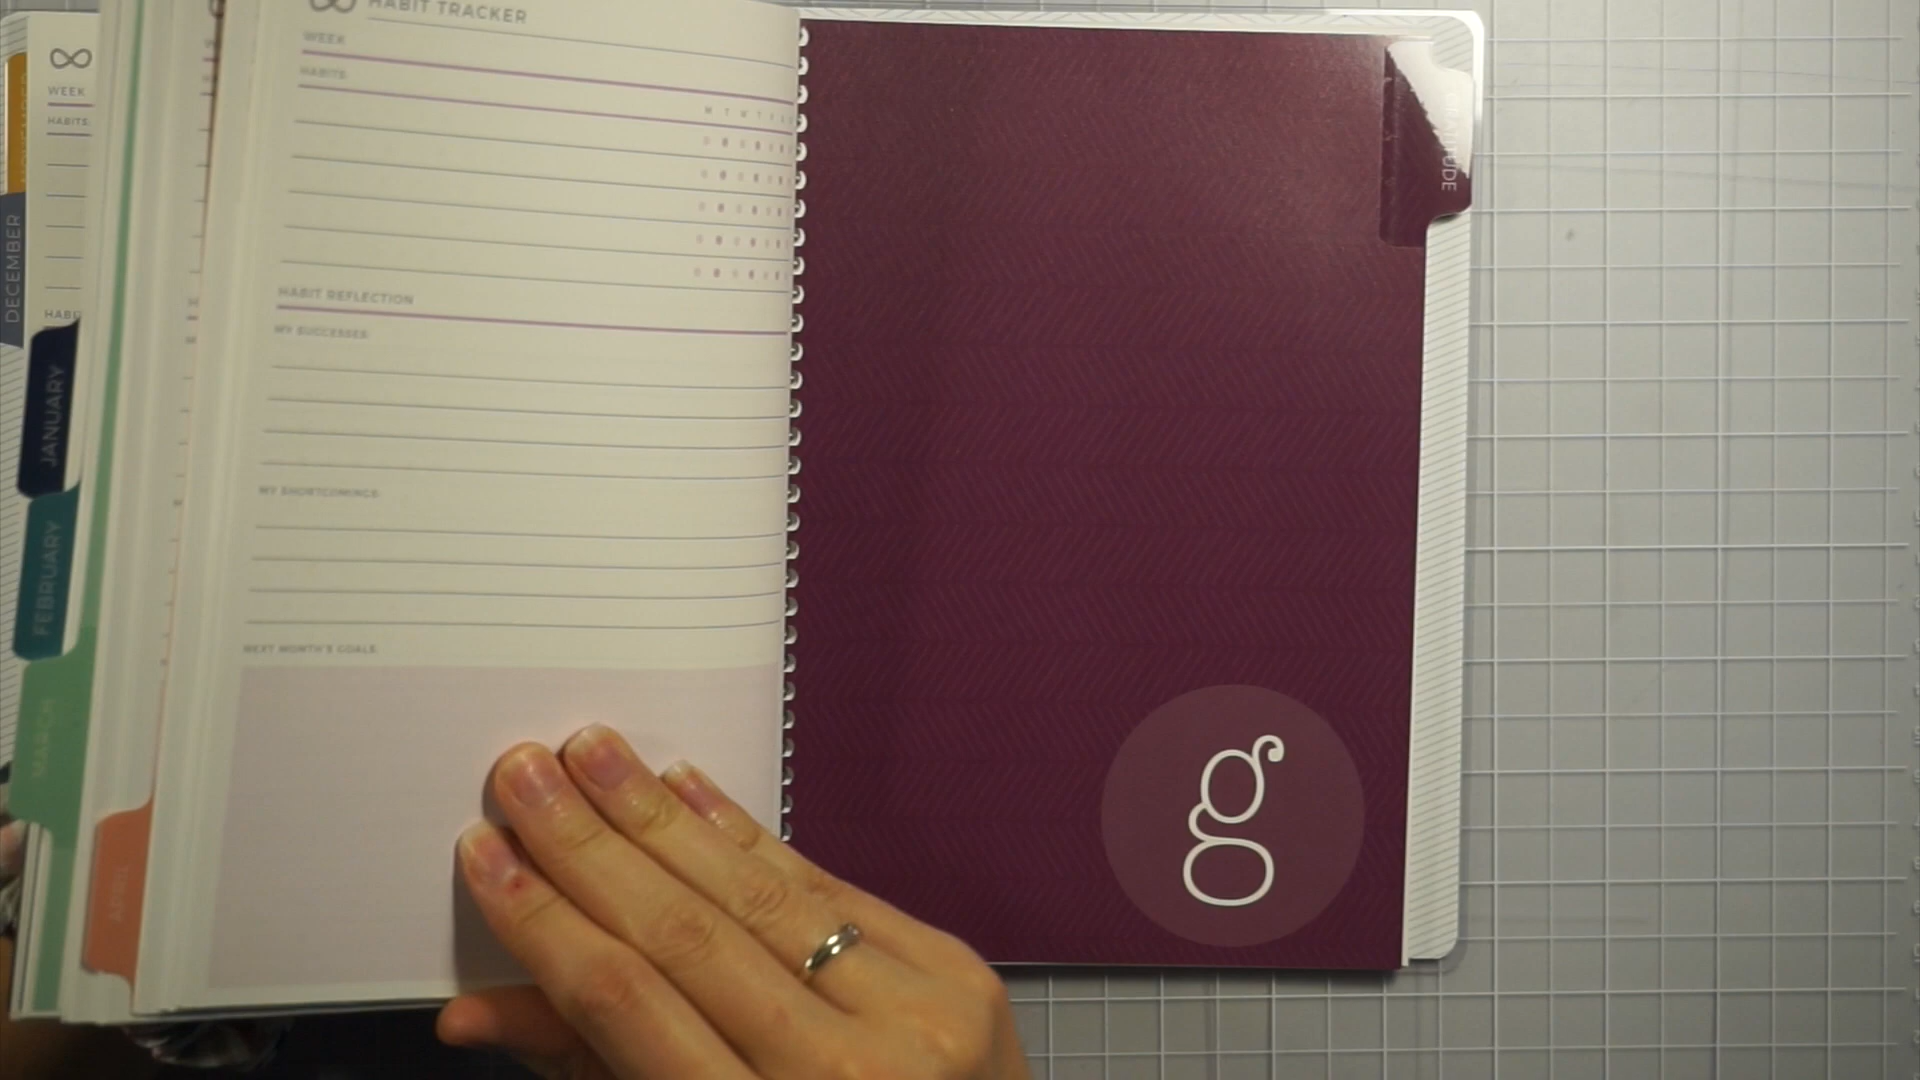 WEEK
HABITS:
HABI
DECEMBER
JANUARY
FEBRUARY
MARCH
APRIL
HABIT TRACKER
WEEK
HABITS:
M T W T F S
HABIT REFLECTION
MY SUCCESSES:
MY SHORTCOMINGS:
NEXT MONTH'S GOALS:
g